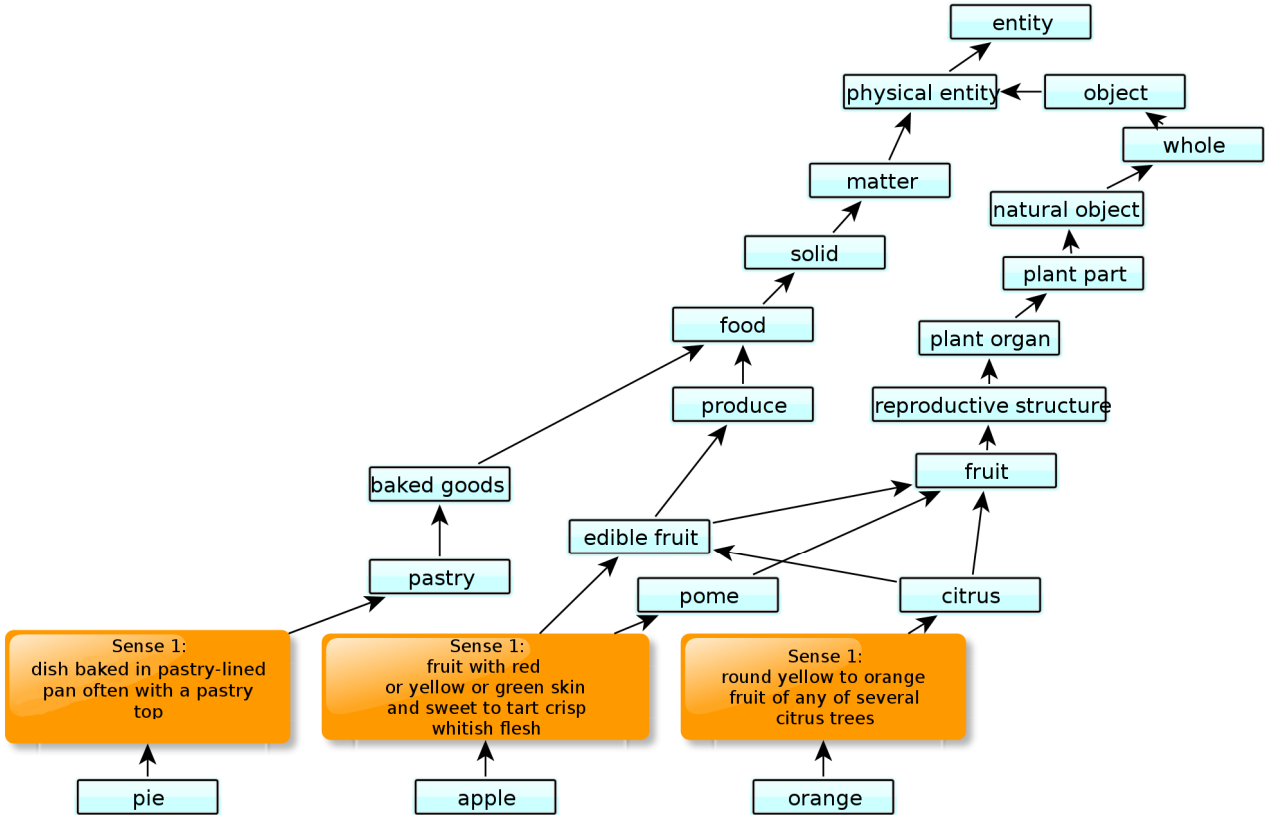 entity
physical entity
object
whole
matter
natural object
solid
plant part
food
plant organ
produce
reproductive structure
fruit
baked goods
edible fruit
pastry
pome
citrus
Sense 1:
dish baked in pastry-lined
pan often with a pastry
top
Sense 1:
fruit with red
or yellow or green skin
and sweet to tart crisp
whitish flesh
Sense 1:
round yellow to orange
fruit of any of several
citrus trees
pie
apple
orange